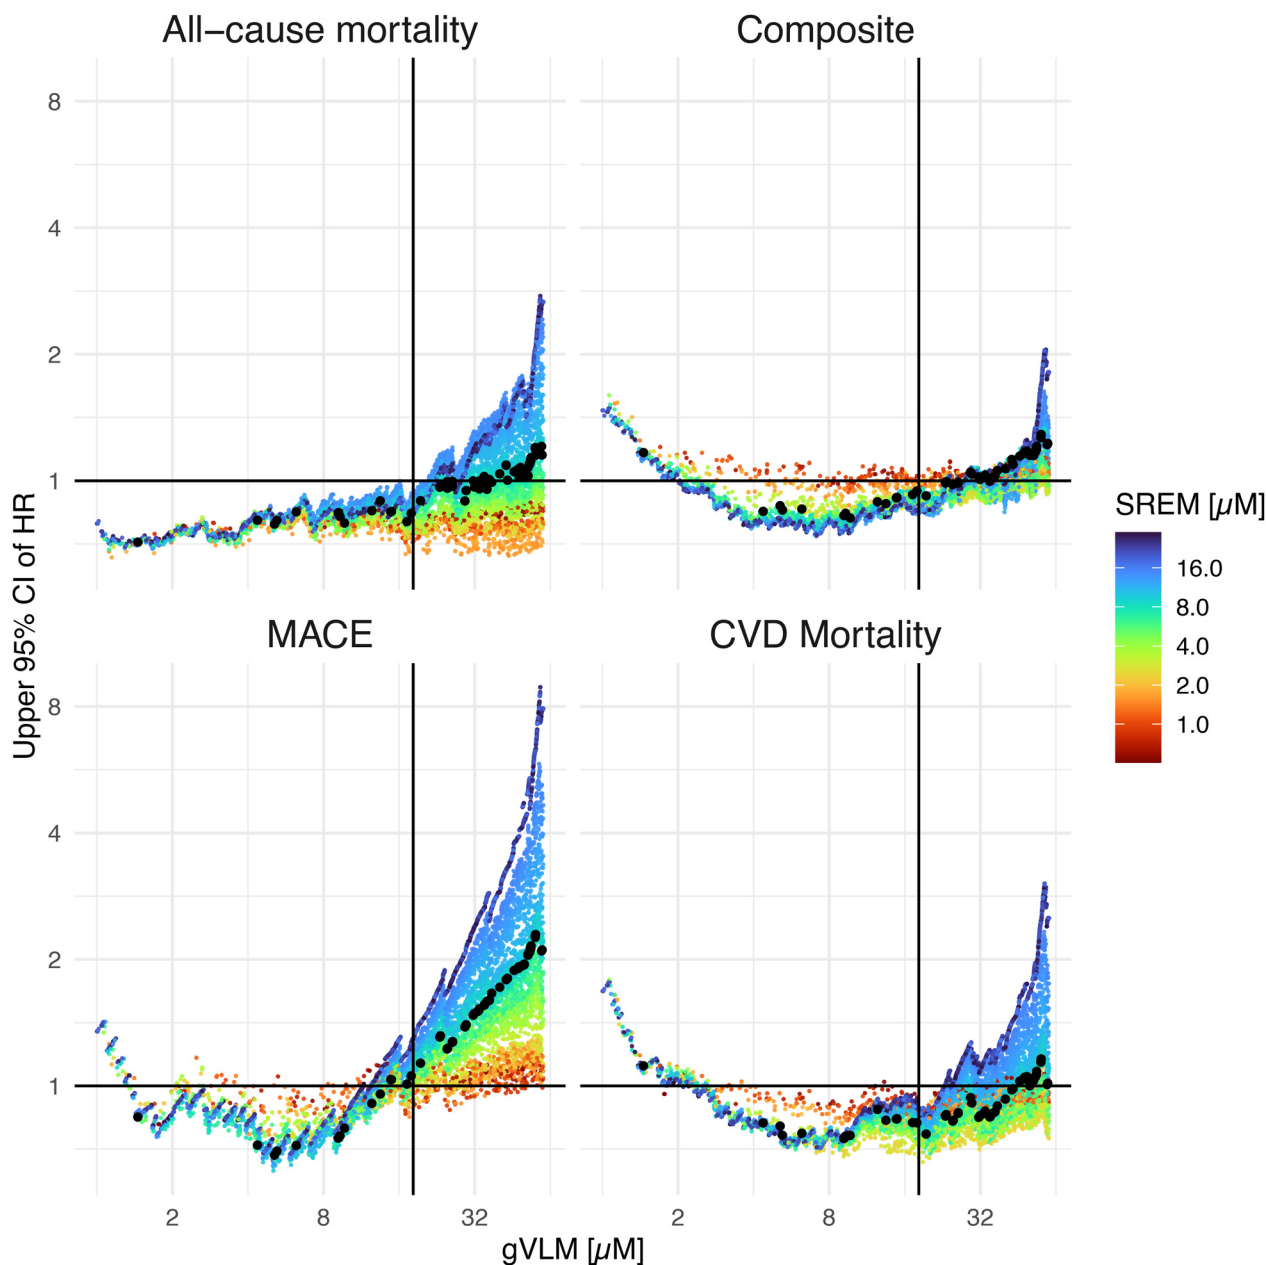 All−cause mortality
Composite
8
4
2
1
MACE
CVD Mortality
8
4
2
1
2
8
32
2
8
32
gVLM [µM]
Upper 95% CI of HR
SREM [µM]
16.0
8.0
4.0
2.0
1.0